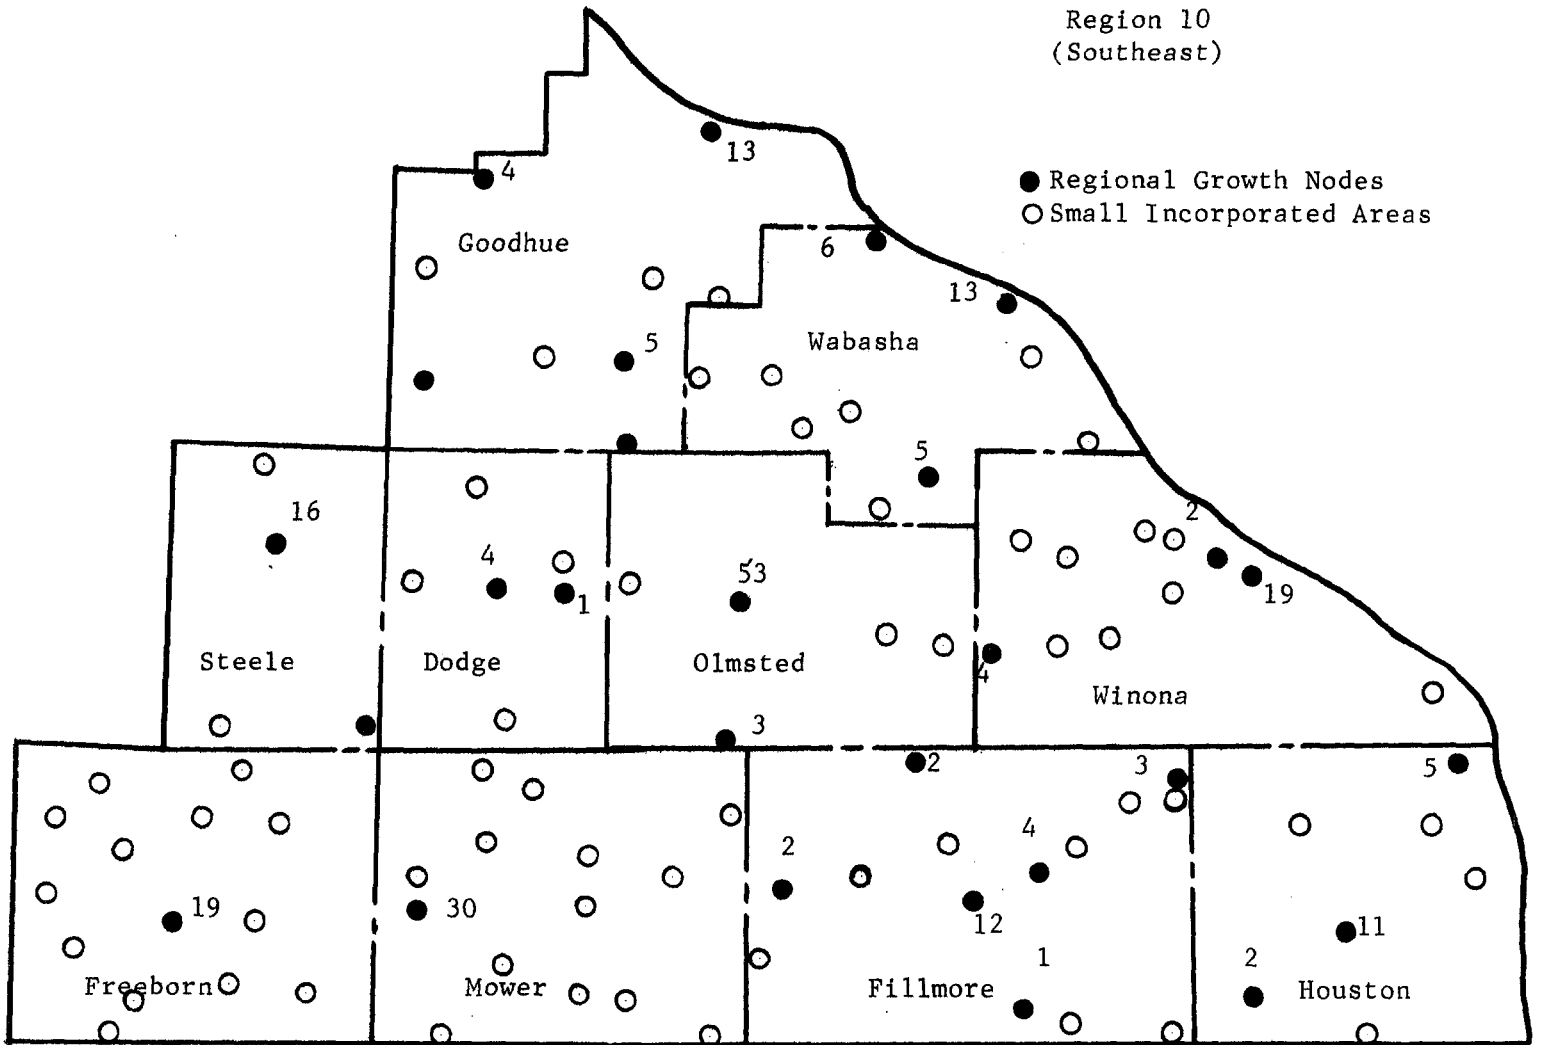 Region 10
(Southeast)
13
4
Regional Growth Nodes
Small Incorporated Areas
Goodhue
6
13
5
Wabasha
5
16
2
4
53
1
19
Steele
Dodge
Olmsted
4
Winona
3
2
3
5
2
4
19
30
12
11
1
2
Freeborn
Mower
Fillmore
Houston